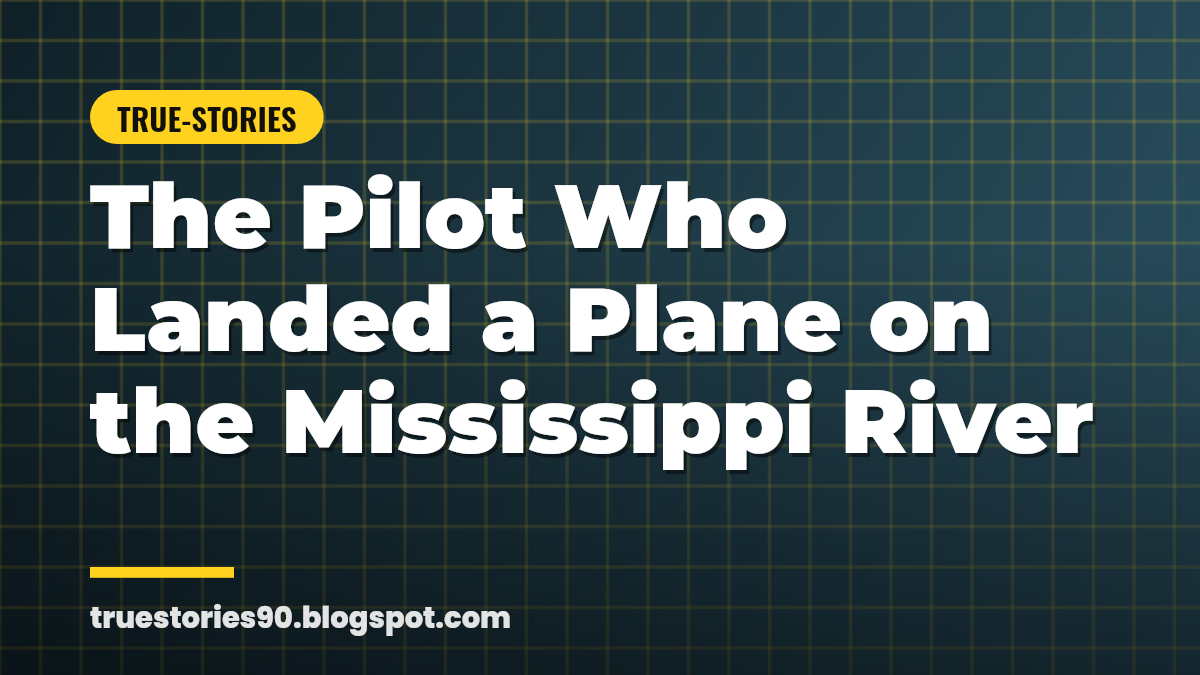 TRUE-STORIES
The Pilot Who
Landed a Plane on
the Mississippi River
truestories90.blogspot.com